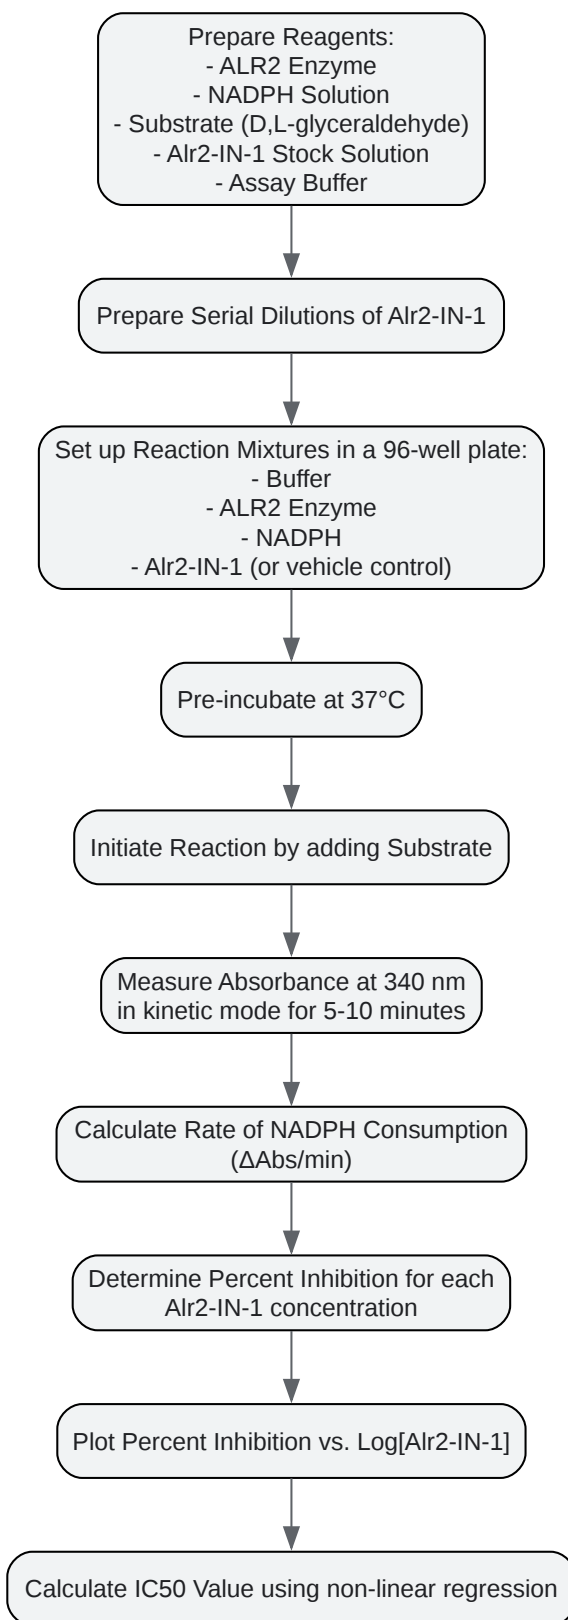 Prepare Reagents:
- ALR2 Enzyme
- NADPH Solution
- Substrate (D,L-glyceraldehyde)
- Alr2-IN-1 Stock Solution
- Assay Buffer
Prepare Serial Dilutions of Alr2-IN-1
Set up Reaction Mixtures in a 96-well plate:
- Buffer
- ALR2 Enzyme
- NADPH
- Alr2-IN-1 (or vehicle control)
Pre-incubate at 37°C
Initiate Reaction by adding Substrate
Measure Absorbance at 340 nm
in kinetic mode for 5-10 minutes
Calculate Rate of NADPH Consumption
(ΔAbs/min)
Determine Percent Inhibition for each
Alr2-IN-1 concentration
Plot Percent Inhibition vs. Log[Alr2-IN-1]
Calculate IC50 Value using non-linear regression